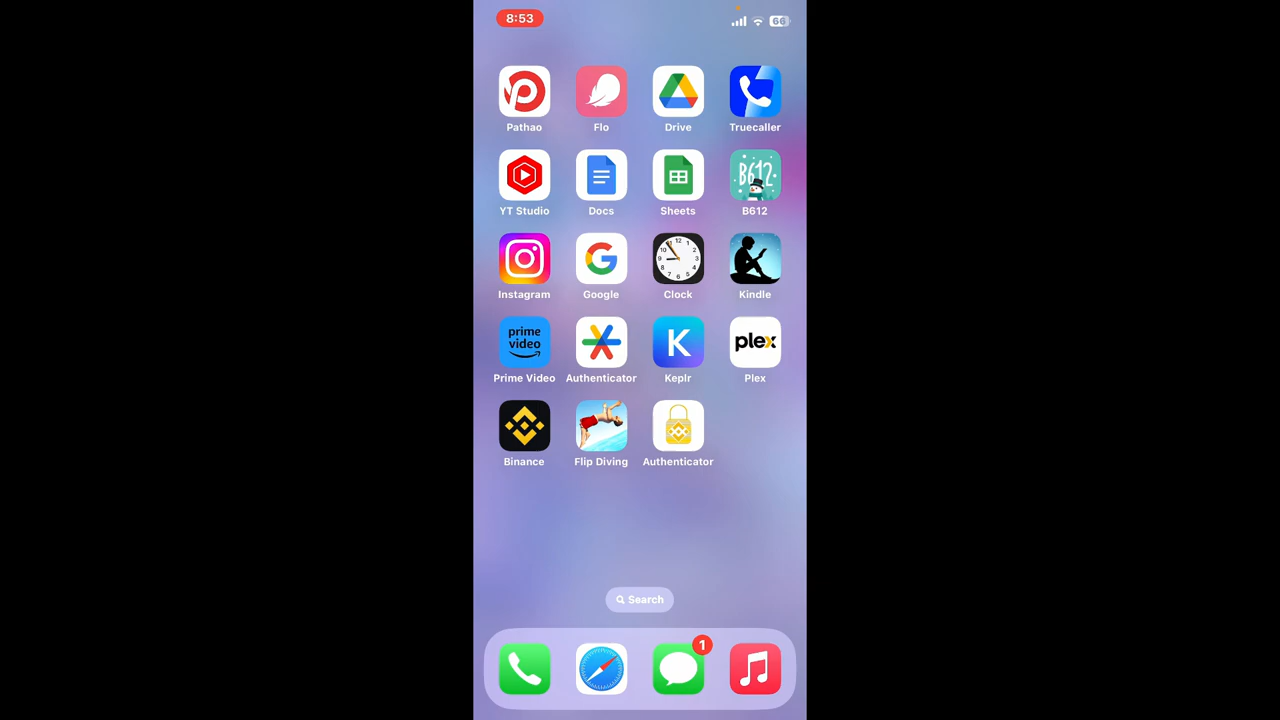 8:53
66
Pathao Flo Drive Truecaller
B612
YT Studio Docs Sheets B612
Instagram Google Clock Kindle
prime video
K
plex
Prime Video Authenticator Keplr Plex
Binance Flip Diving Authenticator
Search
1